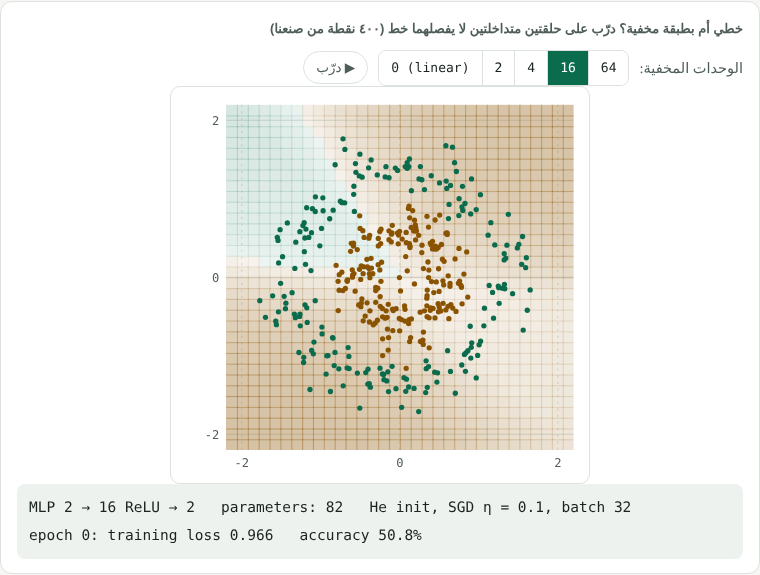 خطي أم بطبقة مخفية؟ درّب على حلقتين متداخلتين لا يفصلهما خط (٤٠٠ نقطة من صنعنا)
الوحدات المخفية: 64 16 4 2 0 (linear) ▶ درّب
2
0
-2
-2 0 2
MLP 2 → 16 ReLU → 2 parameters: 82 He init, SGD η = 0.1, batch 32
epoch 0: training loss 0.966 accuracy 50.8%